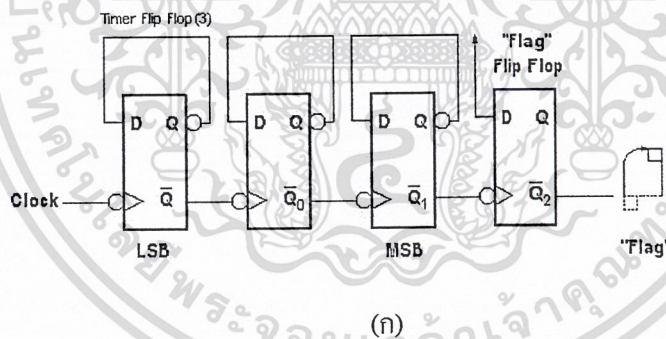 Timer Flip Flop (3)
"Flag"
Flip Flop
D Q
D Q
D Q
D Q
Clock
Q̅
Q̅0
Q̅1
Q̅2
LSB
MSB
"Flag"
(ก)